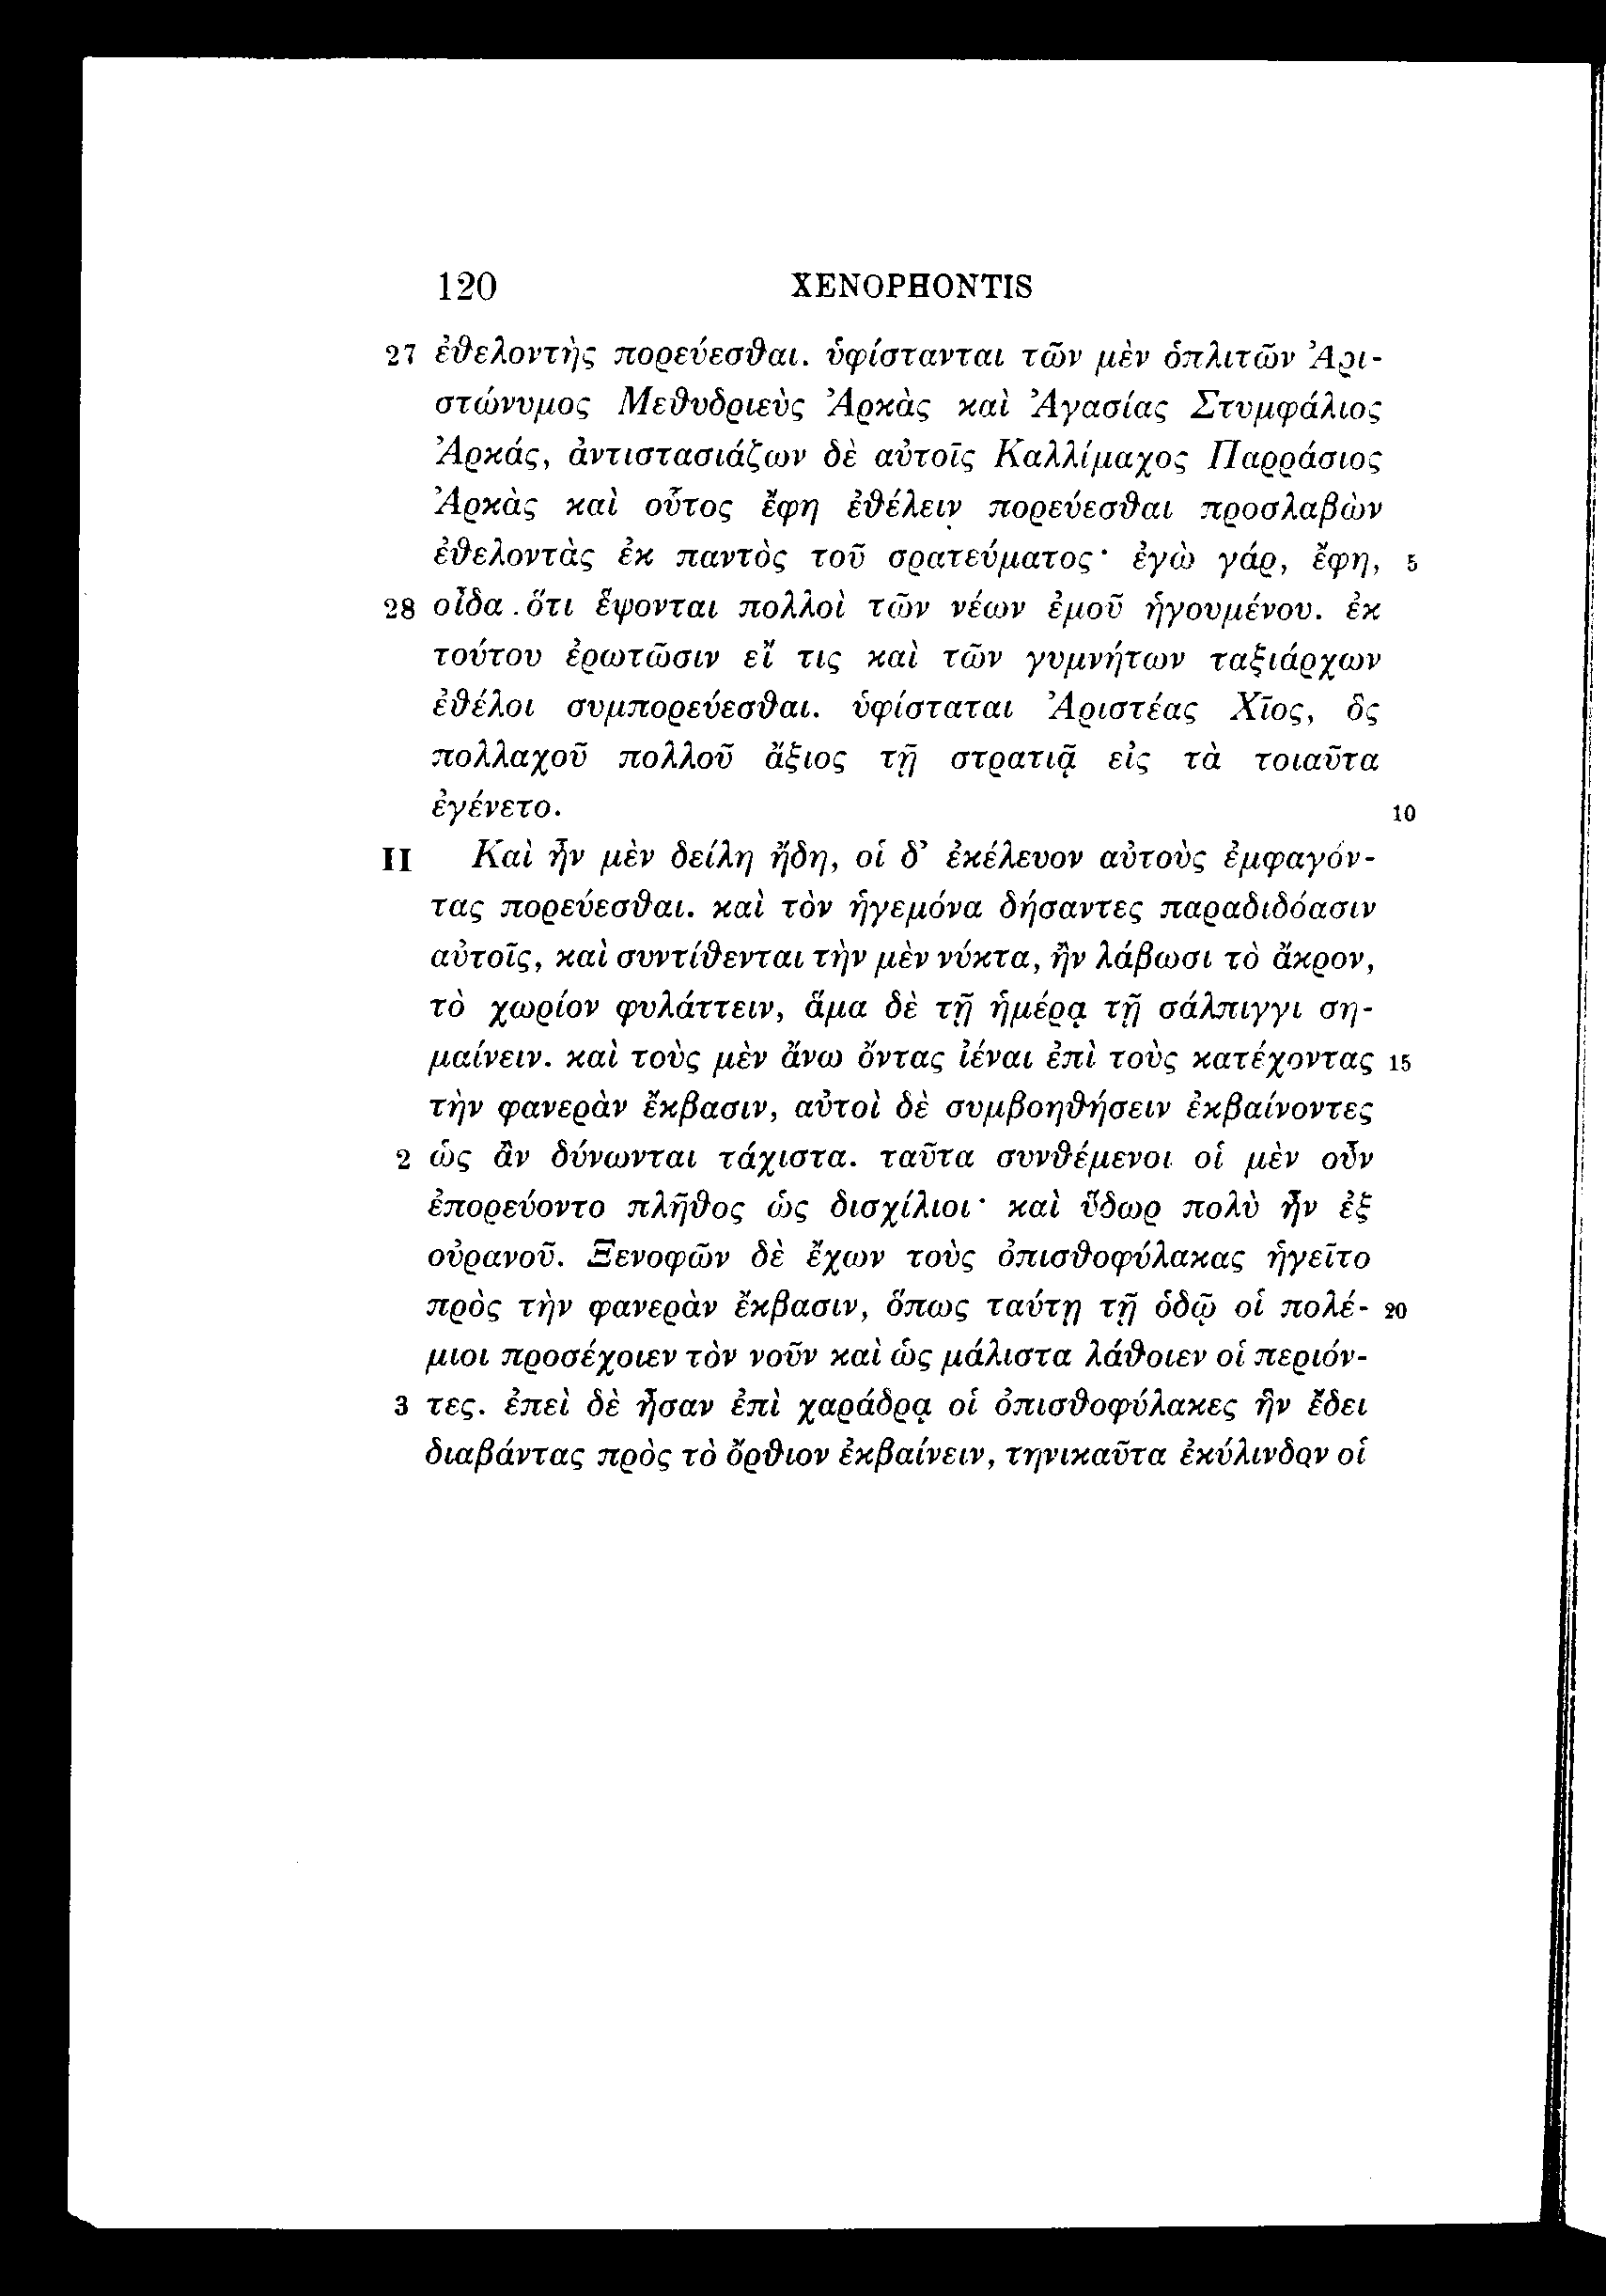 120 XENOPHONTIS
27 ἐθελοντὴς πορεύεσθαι. ὑφίστανται τῶν μὲν ὁπλιτῶν Ἀρι-
στώνυμος Μεθυδριεὺς Ἀρκὰς καὶ Ἀγασίας Στυμφάλιος
Ἀρκάς, ἀντιστασιάζων δὲ αὐτοῖς Καλλίμαχος Παρράσιος
Ἀρκὰς καὶ οὗτος ἔφη ἐθέλειν πορεύεσθαι προσλαβὼν
ἐθελοντὰς ἐκ παντὸς τοῦ σρατεύματος· ἐγὼ γάρ, ἔφη, 5
28 οἶδα .ὅτι ἕψονται πολλοὶ τῶν νέων ἐμοῦ ἡγουμένου. ἐκ
τούτου ἐρωτῶσιν εἴ τις καὶ τῶν γυμνήτων ταξιάρχων
ἐθέλοι συμπορεύεσθαι. ὑφίσταται Ἀριστέας Χῖος, ὃς
πολλαχοῦ πολλοῦ ἄξιος τῇ στρατιᾷ εἰς τὰ τοιαῦτα
ἐγένετο. 10
II Καὶ ἦν μὲν δείλη ἤδη, οἱ δ’ ἐκέλευον αὐτοὺς ἐμφαγόν-
τας πορεύεσθαι. καὶ τὸν ἡγεμόνα δήσαντες παραδιδόασιν
αὐτοῖς, καὶ συντίθενται τὴν μὲν νύκτα, ἢν λάβωσι τὸ ἄκρον,
τὸ χωρίον φυλάττειν, ἅμα δὲ τῇ ἡμέρᾳ τῇ σάλπιγγι ση-
μαίνειν. καὶ τοὺς μὲν ἄνω ὄντας ἰέναι ἐπὶ τοὺς κατέχοντας 15
τὴν φανερὰν ἔκβασιν, αὐτοὶ δὲ συμβοηθήσειν ἐκβαίνοντες
2 ὡς ἂν δύνωνται τάχιστα. ταῦτα συνθέμενοι οἱ μὲν οὖν
ἐπορεύοντο πλῆθος ὡς δισχίλιοι· καὶ ὕδωρ πολὺ ἦν ἐξ
οὐρανοῦ. Ξενοφῶν δὲ ἔχων τοὺς ὀπισθοφύλακας ἡγεῖτο
πρὸς τὴν φανερὰν ἔκβασιν, ὅπως ταύτῃ τῇ ὁδῷ οἱ πολέ- 20
μιοι προσέχοιεν τὸν νοῦν καὶ ὡς μάλιστα λάθοιεν οἱ περιόν-
3 τες. ἐπεὶ δὲ ἦσαν ἐπὶ χαράδρᾳ οἱ ὀπισθοφύλακες ἣν ἔδει
διαβάντας πρὸς τὸ ὄρθιον ἐκβαίνειν, τηνικαῦτα ἐκύλινδον οἱ